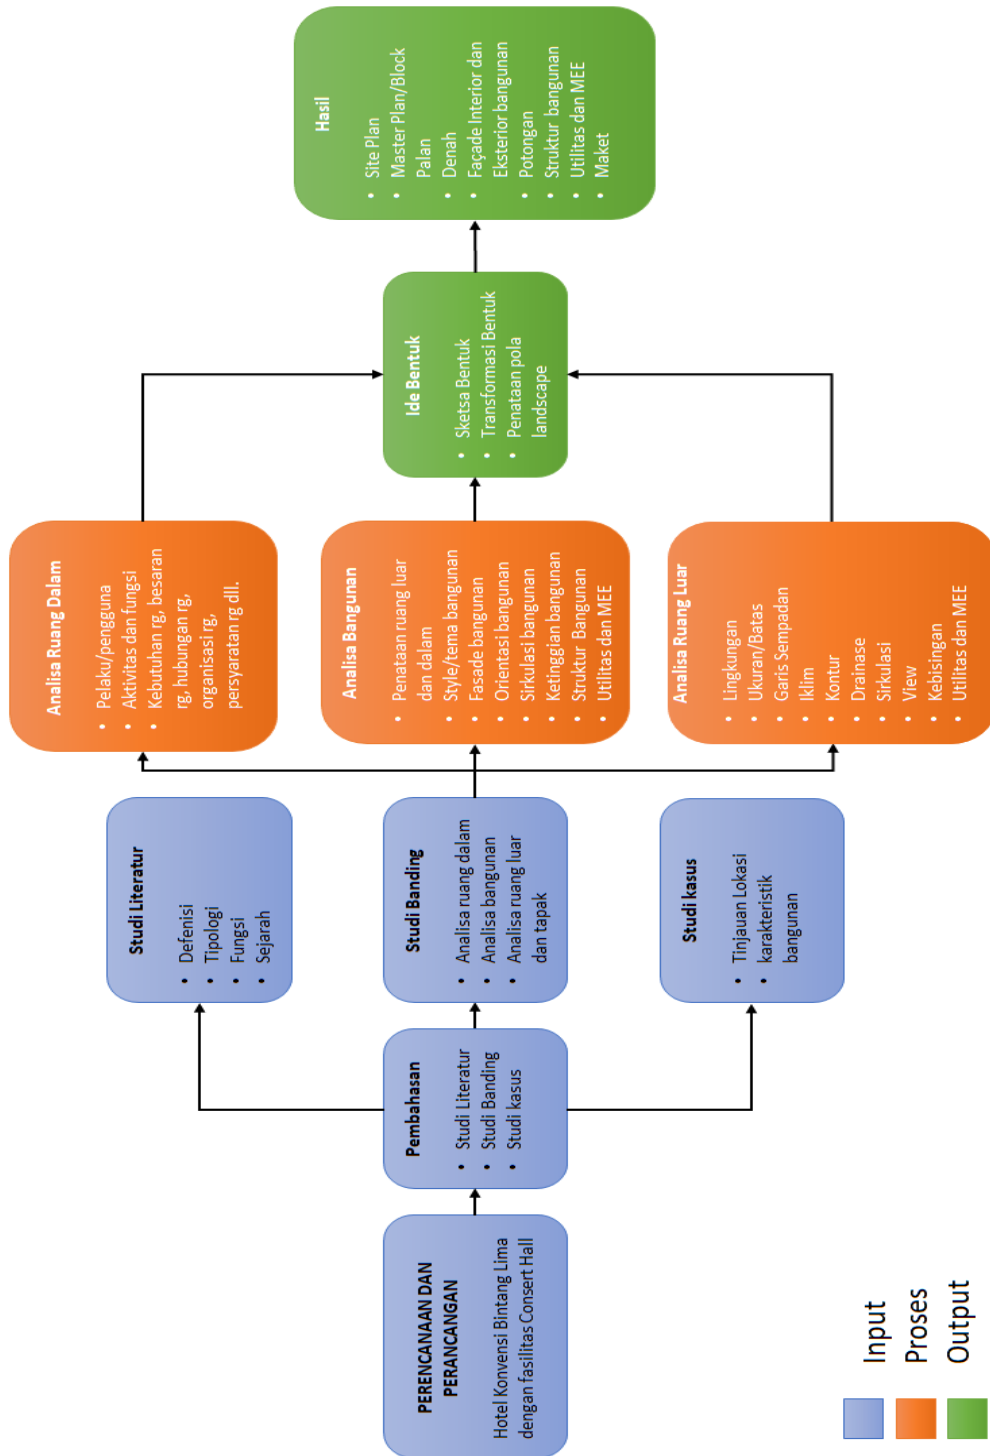 PERENCANAAN DAN
PERANCANGAN
Hotel Konvensi Bintang Lima
dengan fasilitas Consert Hall
Pembahasan
• Studi Literatur
• Studi Banding
• Studi kasus
Studi Literatur
• Defenisi
• Tipologi
• Fungsi
• Sejarah
Studi Banding
• Analisa ruang dalam
• Analisa bangunan
• Analisa ruang luar
dan tapak
Studi kasus
• Tinjauan Lokasi
• karakteristik
bangunan
Analisa Ruang Dalam
• Pelaku/pengguna
• Aktivitas dan fungsi
• Kebutuhan rg, besaran
rg, hubungan rg,
organisasi rg,
persyaratan rg dll.
Analisa Bangunan
• Penataan ruang luar
dan dalam
• Style/tema bangunan
• Fasade bangunan
• Orientasi bangunan
• Sirkulasi bangunan
• Ketinggian bangunan
• Struktur Bangunan
• Utilitas dan MEE
Analisa Ruang Luar
• Lingkungan
• Ukuran/Batas
• Garis Sempadan
• Iklim
• Kontur
• Drainase
• Sirkulasi
• View
• Kebisingan
• Utilitas dan MEE
Ide Bentuk
• Sketsa Bentuk
• Transformasi Bentuk
• Penataan pola
landscape
Hasil
• Site Plan
• Master Plan/Block
Palan
• Denah
• Façade Interior dan
Eksterior bangunan
• Potongan
• Struktur bangunan
• Utilitas dan MEE
• Maket
Input
Proses
Output